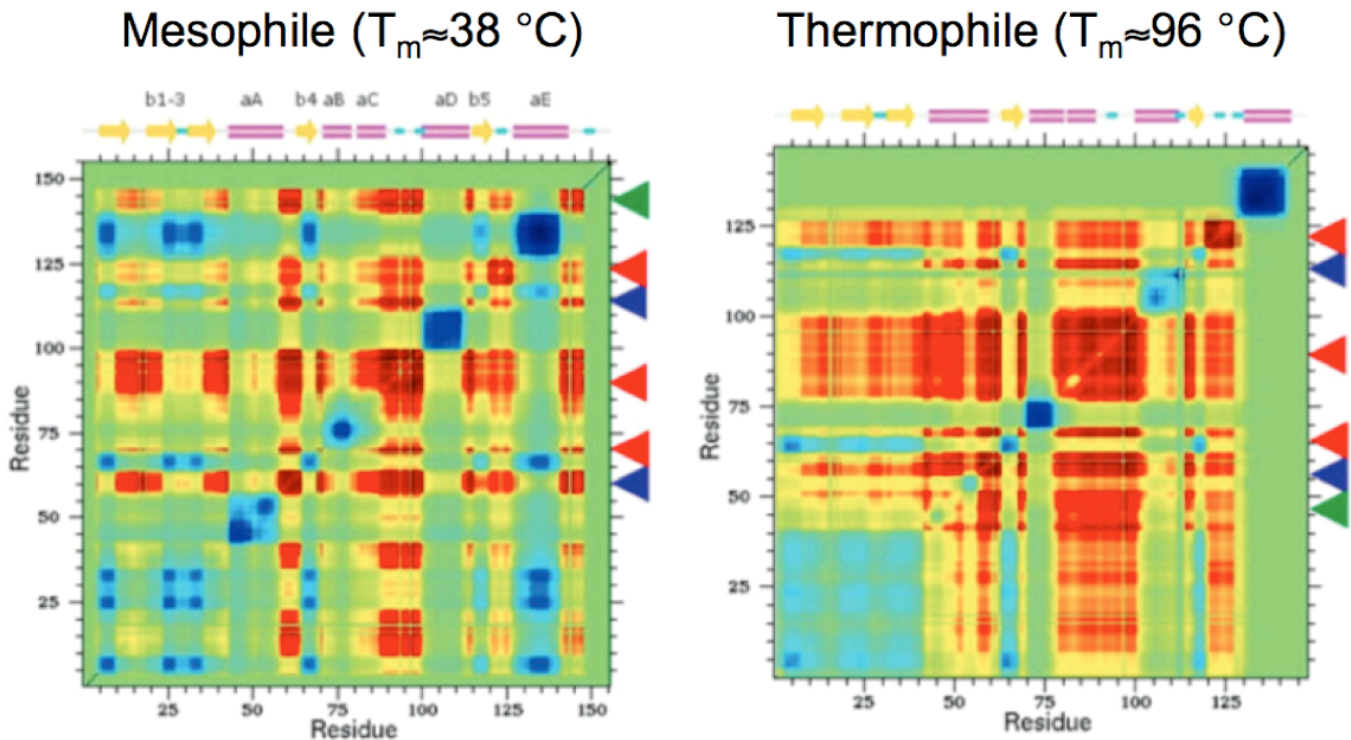 Mesophile (Tm≈38 °C)
Thermophile (Tm≈96 °C)
b1-3 aA b4 aB aC aD b5 aE
150
125
100
75
50
25
Residue
25 50 75 100 125 150
Residue
125
100
75
50
25
Residue
25 50 75 100 125
Residue